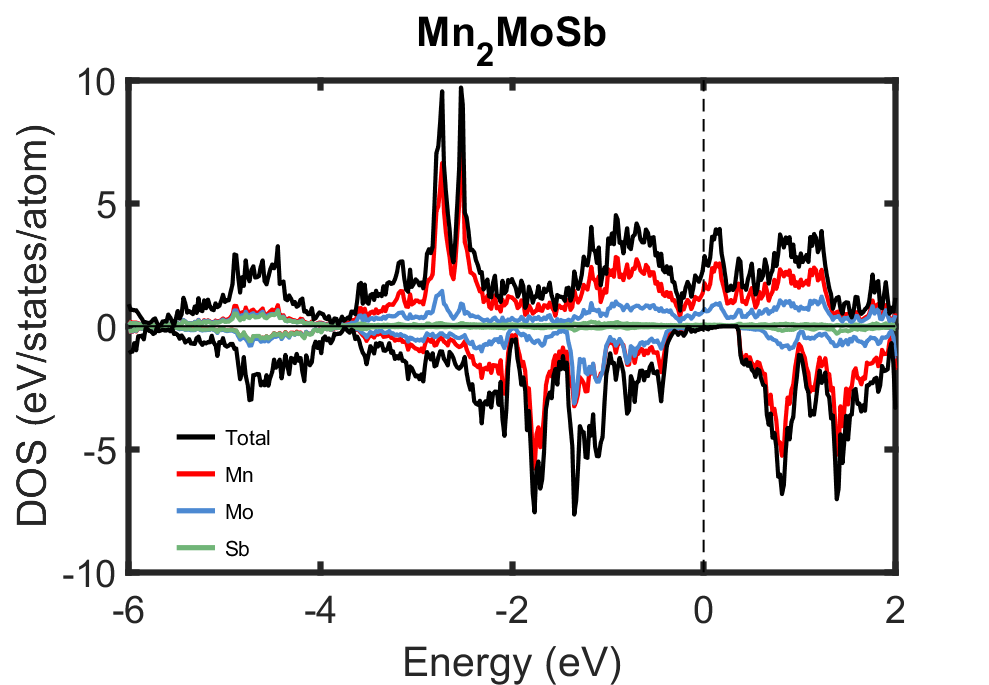 Mn2MoSb
DOS (eV/states/atom)
10
5
0
-5
-10
Total
Mn
Mo
Sb
-6 -4 -2 0 2
Energy (eV)